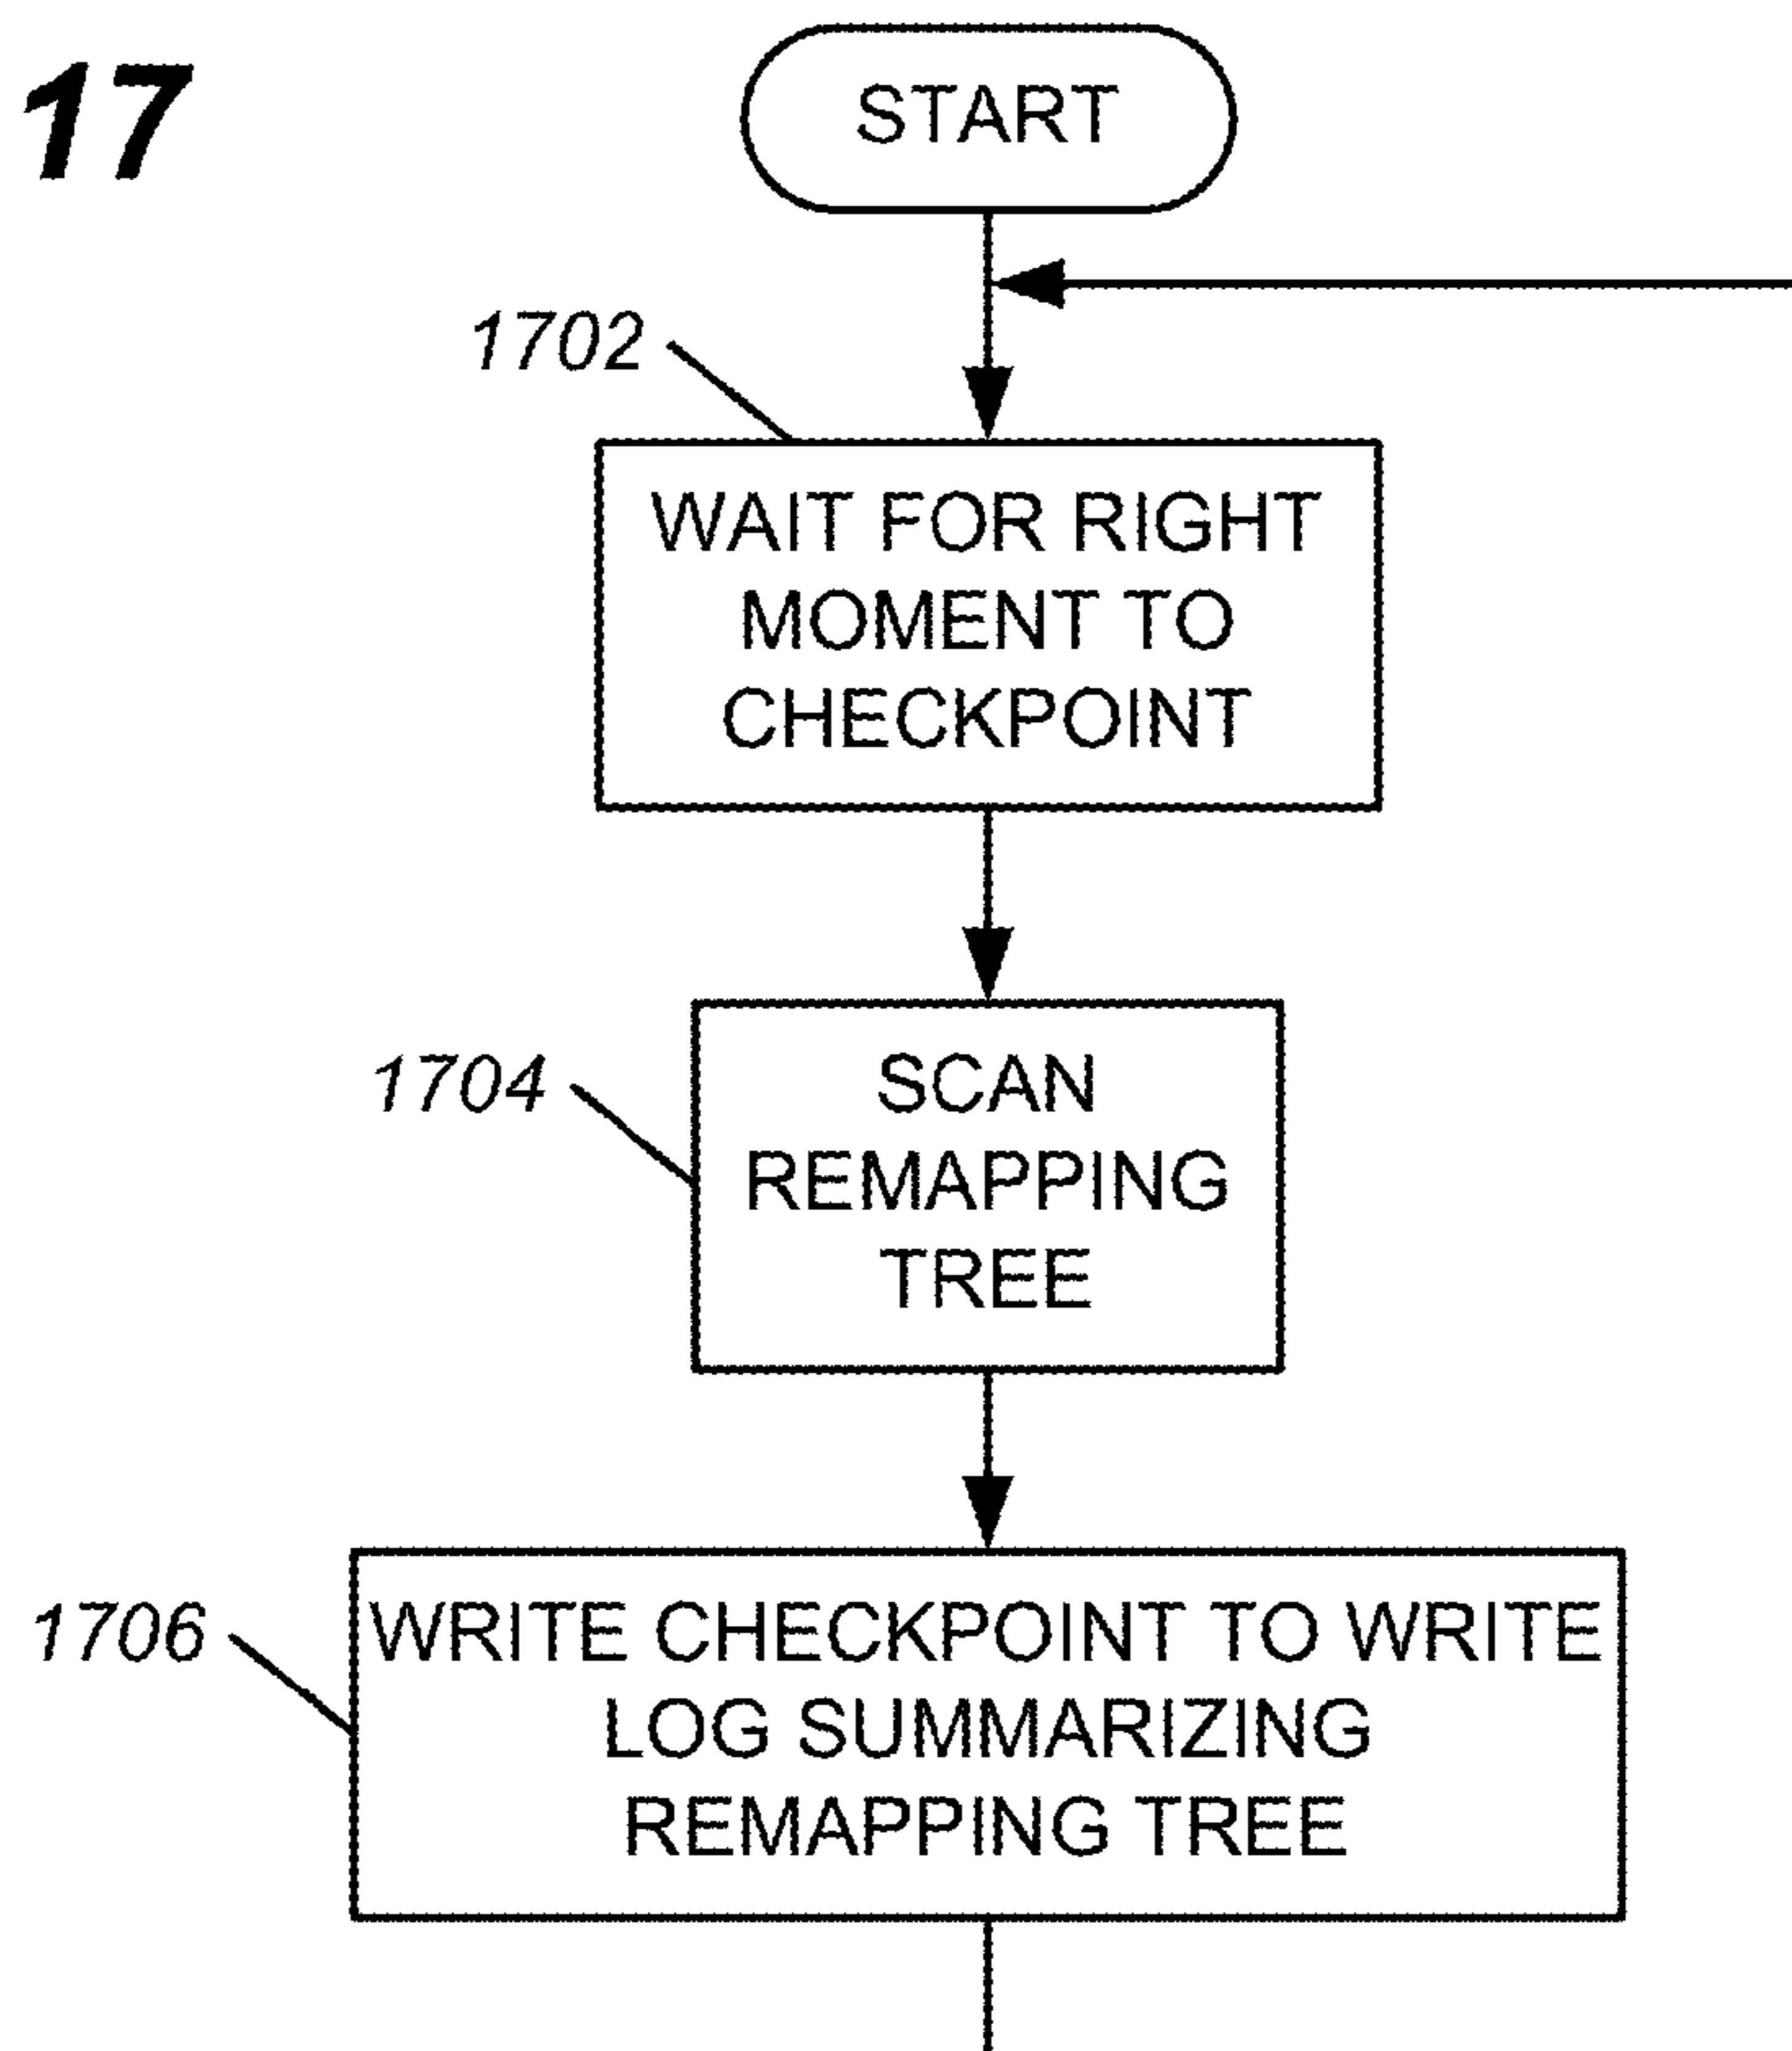 17
START
1702
WAIT FOR RIGHT
MOMENT TO
CHECKPOINT
1704
SCAN
REMAPPING
TREE
1706
WRITE CHECKPOINT TO WRITE
LOG SUMMARIZING
REMAPPING TREE